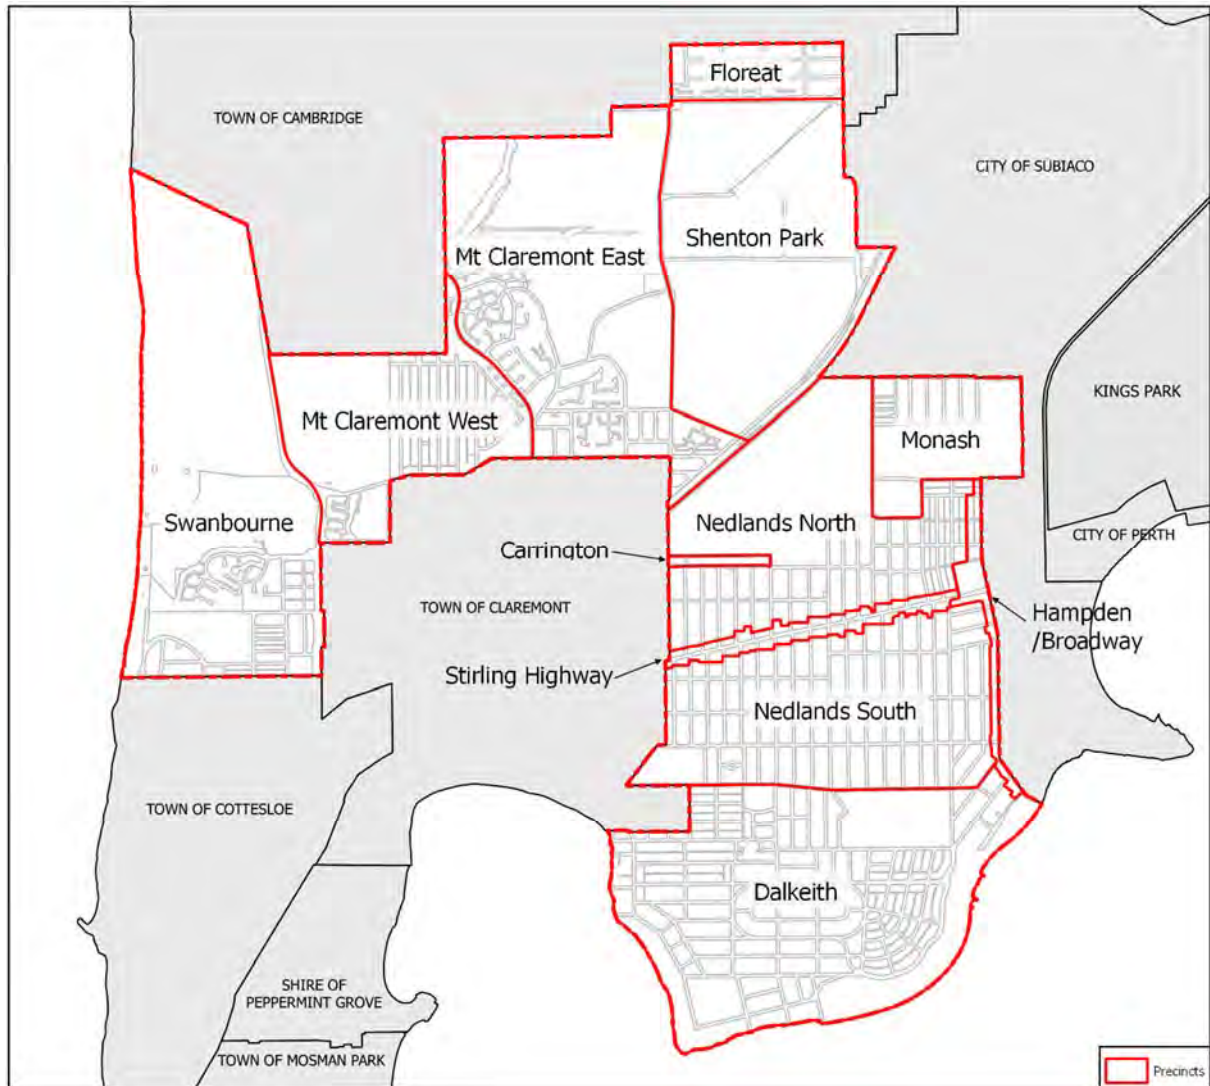 Floreat
TOWN OF CAMBRIDGE
CITY OF SUBIACO
Shenton Park
Mt Claremont East
KINGS PARK
Mt Claremont West
Monash
Swanbourne
Nedlands North
CITY OF PERTH
Carrington
TOWN OF CLAREMONT
Hampden
/Broadway
Stirling Highway
Nedlands South
TOWN OF COTTESLOE
Dalkeith
SHIRE OF
PEPPERMINT GROVE
TOWN OF MOSMAN PARK
Precincts